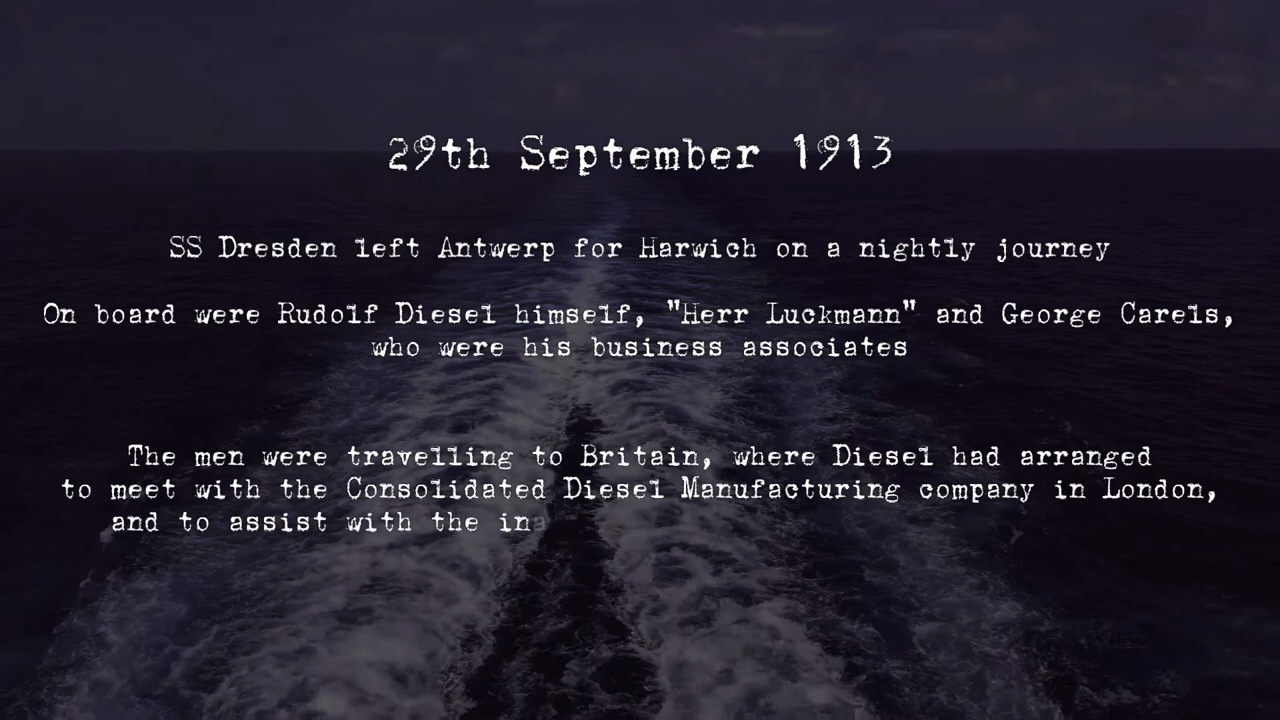 29th September 1913
SS Dresden left Antwerp for Harwich on a nightly journey
On board were Rudolf Diesel himself, "Herr Luckmann" and George Carels,
who were his business associates
The men were travelling to Britain, where Diesel had arranged
to meet with the Consolidated Diesel Manufacturing company in London,
and to assist with the ina